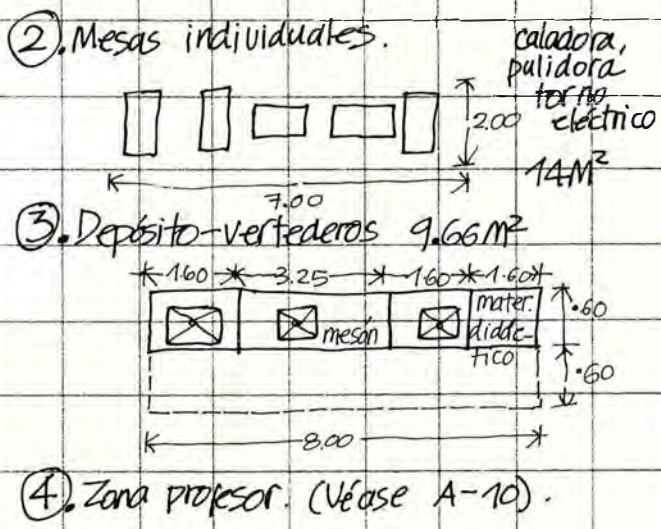 ②. Mesas individuales.
caladora,
pulidora
torno
eléctrico
2.00
14M²
7.00
③. Depósito-vertederos 9.66m²
1.60 3.25 1.60 1.60
mesón
mater.
didác-
tico
.60
.60
8.00
④. Zona profesor. (Véase A-10).